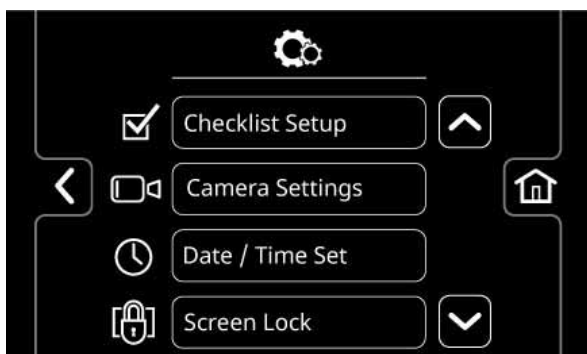 Checklist Setup
Camera Settings
Date / Time Set
Screen Lock